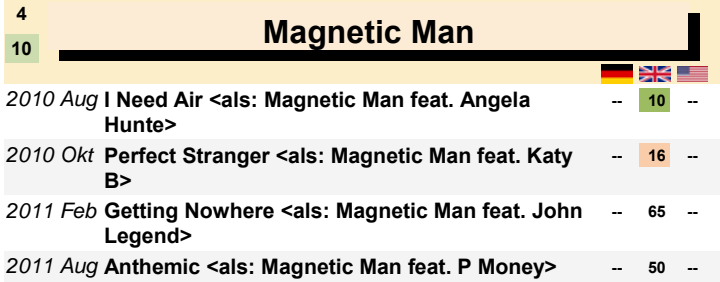 4
10
Magnetic Man
2010 Aug I Need Air <als: Magnetic Man feat. Angela -- 10 --
Hunte>
2010 Okt Perfect Stranger <als: Magnetic Man feat. Katy -- 16 --
B>
2011 Feb Getting Nowhere <als: Magnetic Man feat. John -- 65 --
Legend>
2011 Aug Anthemic <als: Magnetic Man feat. P Money> -- 50 --